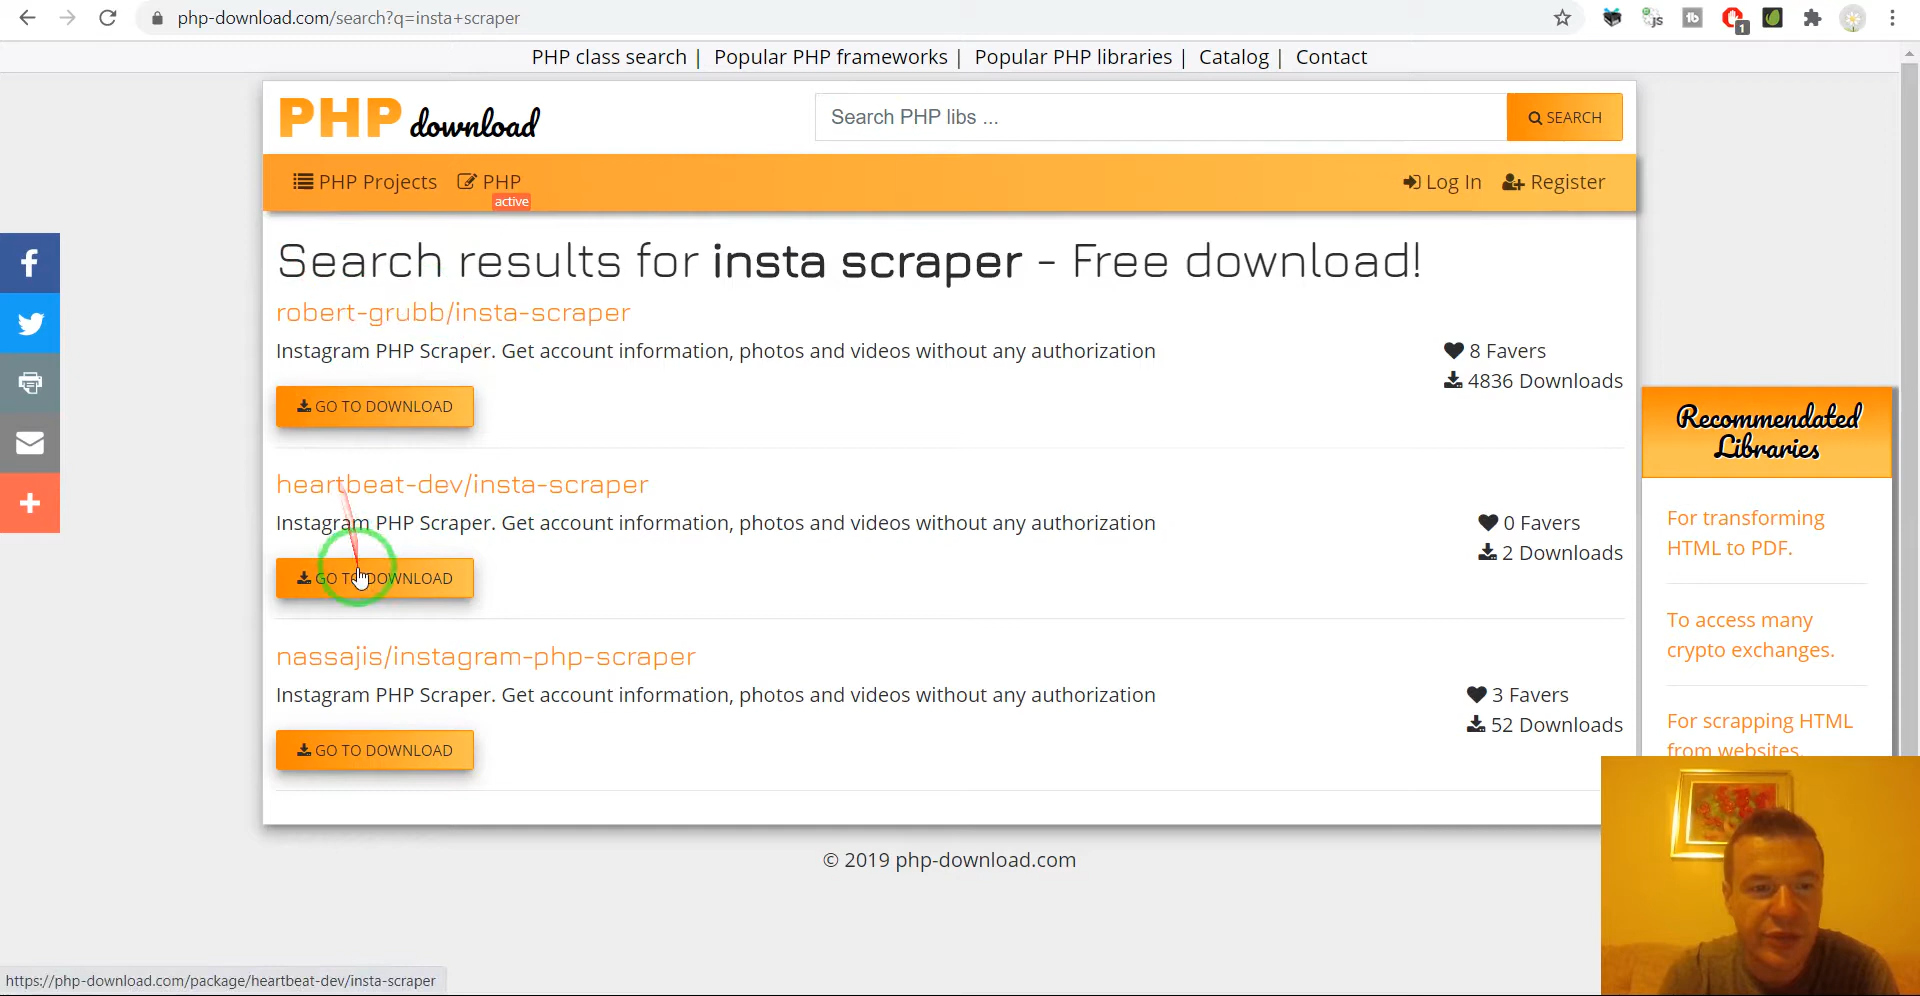 php-download.com/search?q=insta+scraper
js
1
PHP class search | Popular PHP frameworks | Popular PHP libraries | Catalog | Contact
PHP download
Search PHP libs ...
SEARCH
PHP Projects
PHP
active
Log In
Register
Search results for insta scraper - Free download!
robert-grubb/insta-scraper
Instagram PHP Scraper. Get account information, photos and videos without any authorization
8 Favers
4836 Downloads
GO TO DOWNLOAD
heartbeat-dev/insta-scraper
Instagram PHP Scraper. Get account information, photos and videos without any authorization
0 Favers
2 Downloads
GO TO DOWNLOAD
nassajis/instagram-php-scraper
Instagram PHP Scraper. Get account information, photos and videos without any authorization
3 Favers
52 Downloads
GO TO DOWNLOAD
Recommendated
Libraries
For transforming
HTML to PDF.
To access many
crypto exchanges.
For scrapping HTML
from websites.
© 2019 php-download.com
https://php-download.com/package/heartbeat-dev/insta-scraper